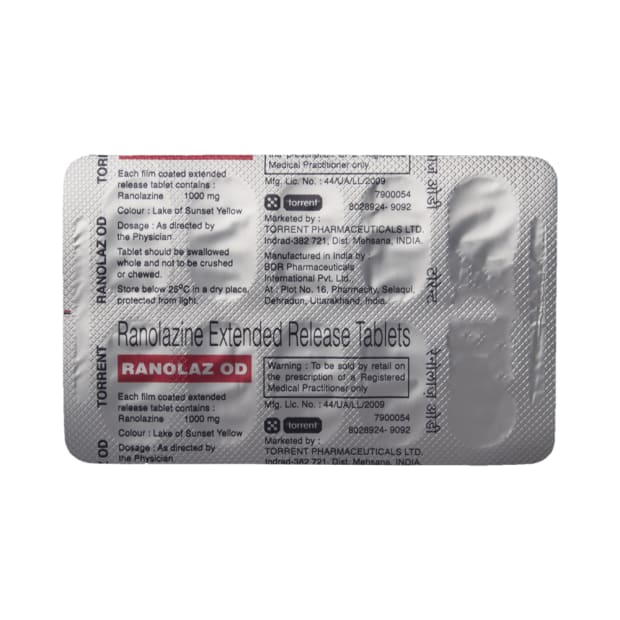 TORRENT
RANOLAZ OD
Each film coated extended
release tablet contains :
Ranolazine 1000 mg
Colour : Lake of Sunset Yellow
Dosage : As directed by
the Physician
Tablet should be swallowed
whole and not to be crushed
or chewed.
Store below 25°C in a dry place,
protected from light.
the prescription of a Registered
Medical Practitioner only
Mfg. Lic. No. : 44/UA/LL/2009
7900054
torrent
8028924- 9092
Marketed by :
TORRENT PHARMACEUTICALS LTD.
Indrad-382 721, Dist. Mehsana, INDIA.
Manufactured in India by
BDR Pharmaceuticals
International Pvt. Ltd.
At : Plot No. 16, Pharmacity, Selaqui,
Dehradun, Uttarakhand, India.
Ranolazine Extended Release Tablets
TORRENT
OD
RANOLAZ OD
Warning : To be sold by retail on
the prescription of a Registered
Medical Practitioner only
Each film coated extended
release tablet contains :
Ranolazine 1000 mg
Colour : Lake of Sunset Yellow
Dosage : As directed by
the Physician
Mfg. Lic. No. : 44/UA/LL/2009
7900054
torrent
8028924- 9092
Marketed by :
TORRENT PHARMACEUTICALS LTD.
Indrad-382 721, Dist. Mehsana, INDIA.